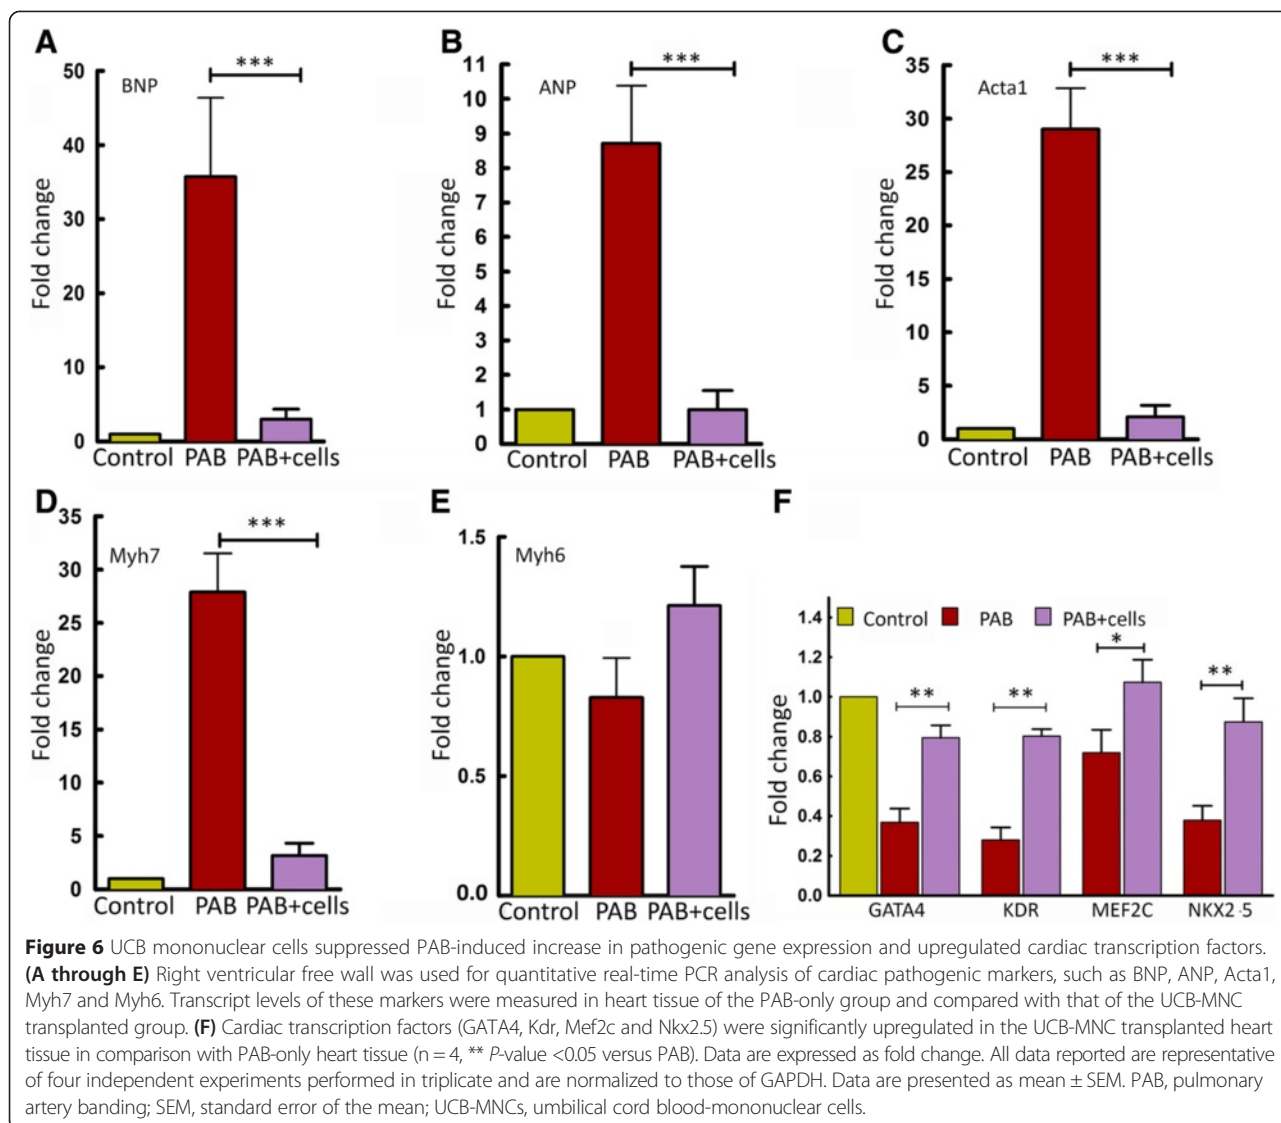 A
BNP
***
50
40
30
20
10
0
Fold change
Control PAB PAB+cells
B
ANP
***
11
10
9
8
7
6
5
4
3
2
1
0
Fold change
Control PAB PAB+cells
C
Acta1
***
35
30
25
20
15
10
5
0
Fold change
Control PAB PAB+cells
D
Myh7
***
35
30
25
20
15
10
5
0
Fold change
Control PAB PAB+cells
E
Myh6
1.5
1.0
0.5
0.0
Fold change
Control PAB PAB+cells
F
Control PAB PAB+cells
1.4
1.2
1.0
0.8
0.6
0.4
0.2
0.0
Fold change
**
**
*
**
GATA4 KDR MEF2C NKX2-5
Figure 6 UCB mononuclear cells suppressed PAB-induced increase in pathogenic gene expression and upregulated cardiac transcription factors.
(A through E) Right ventricular free wall was used for quantitative real-time PCR analysis of cardiac pathogenic markers, such as BNP, ANP, Acta1,
Myh7 and Myh6. Transcript levels of these markers were measured in heart tissue of the PAB-only group and compared with that of the UCB-MNC
transplanted group. (F) Cardiac transcription factors (GATA4, Kdr, Mef2c and Nkx2.5) were significantly upregulated in the UCB-MNC transplanted heart
tissue in comparison with PAB-only heart tissue (n = 4, ** P-value <0.05 versus PAB). Data are expressed as fold change. All data reported are representative
of four independent experiments performed in triplicate and are normalized to those of GAPDH. Data are presented as mean ± SEM. PAB, pulmonary
artery banding; SEM, standard error of the mean; UCB-MNCs, umbilical cord blood-mononuclear cells.